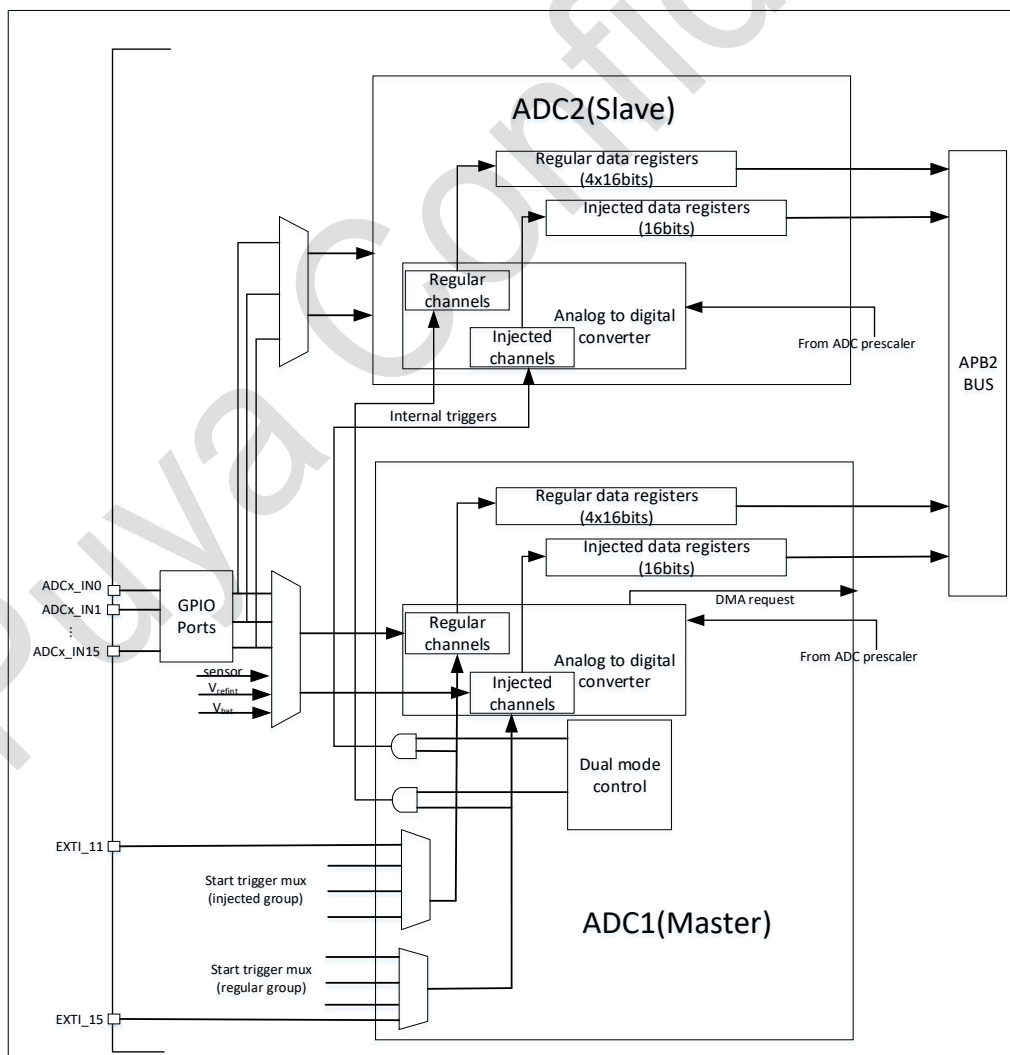 ADC2(Slave)
Regular data registers
(4x16bits)
Injected data registers
(16bits)
Regular
channels
Analog to digital
converter
Injected
channels
From ADC prescaler
APB2
BUS
Internal triggers
Regular data registers
(4x16bits)
Injected data registers
(16bits)
DMA request
ADCx_IN0
ADCx_IN1
⋮
ADCx_IN15
GPIO
Ports
sensor
Vrefint
Vbat
Regular
channels
Analog to digital
converter
Injected
channels
From ADC prescaler
Dual mode
control
EXTI_11
Start trigger mux
(injected group)
ADC1(Master)
Start trigger mux
(regular group)
EXTI_15
Puya Confid